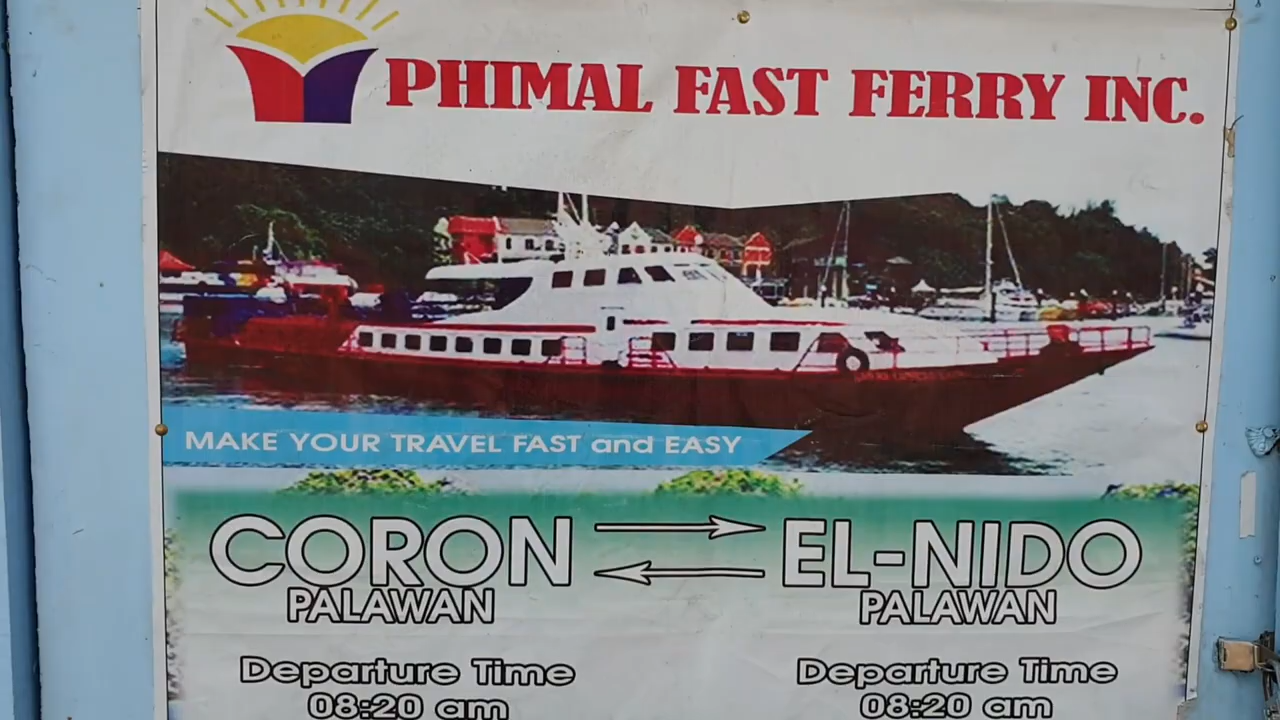 PHIMAL FAST FERRY INC.
MAKE YOUR TRAVEL FAST and EASY
CORON
PALAWAN
EL-NIDO
PALAWAN
Departure Time
08:20 am
Departure Time
08:20 am